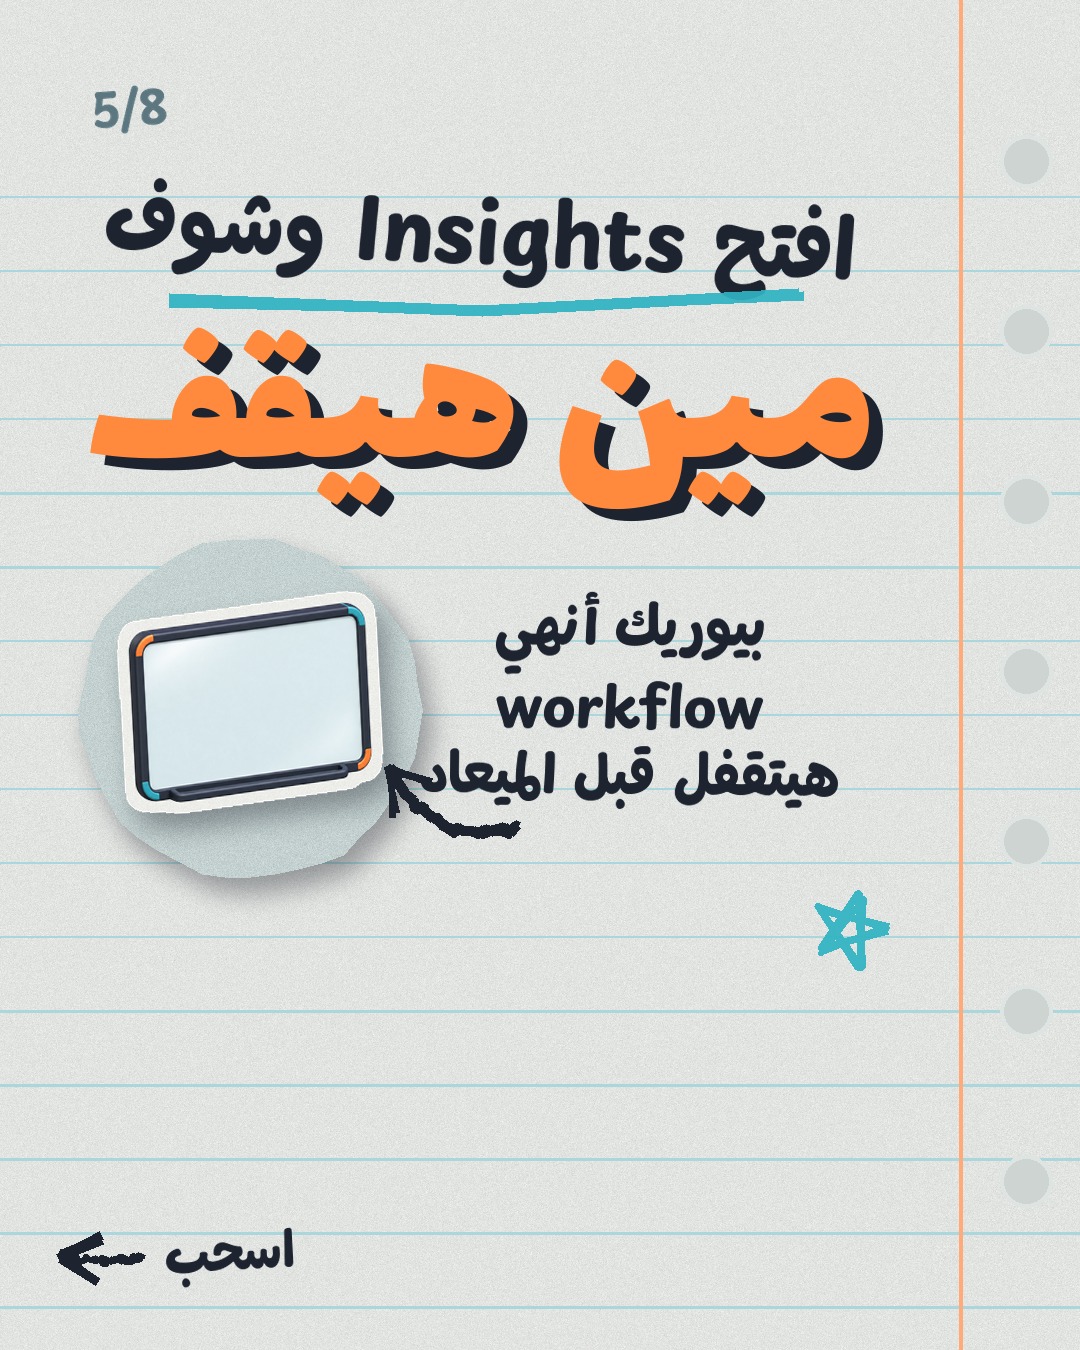 5/8
افتح Insights وشوف
مين هيقف
بيوريك أنهي
workflow
هيتقفل قبل الميعاد
اسحب